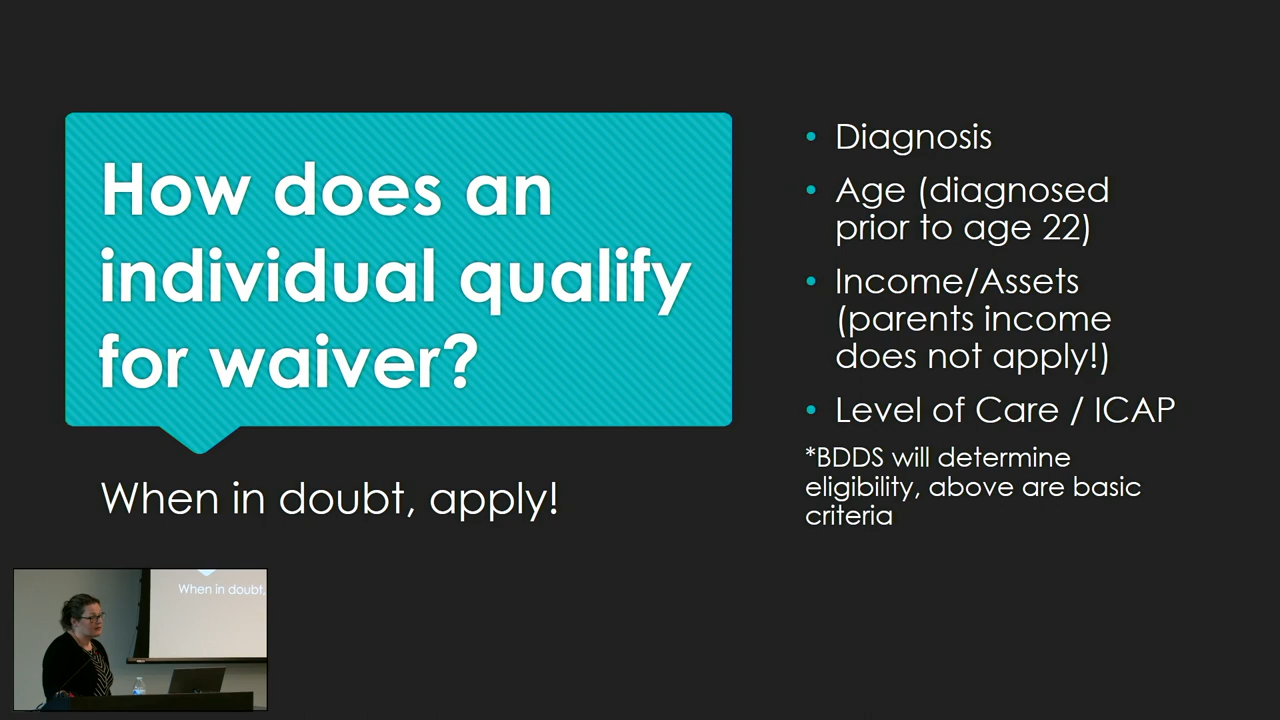 How does an
individual qualify
for waiver?
When in doubt, apply!
• Diagnosis
• Age (diagnosed
prior to age 22)
• Income/Assets
(parents income
does not apply!)
• Level of Care / ICAP
*BDDS will determine
eligibility, above are basic
criteria
When in doubt,